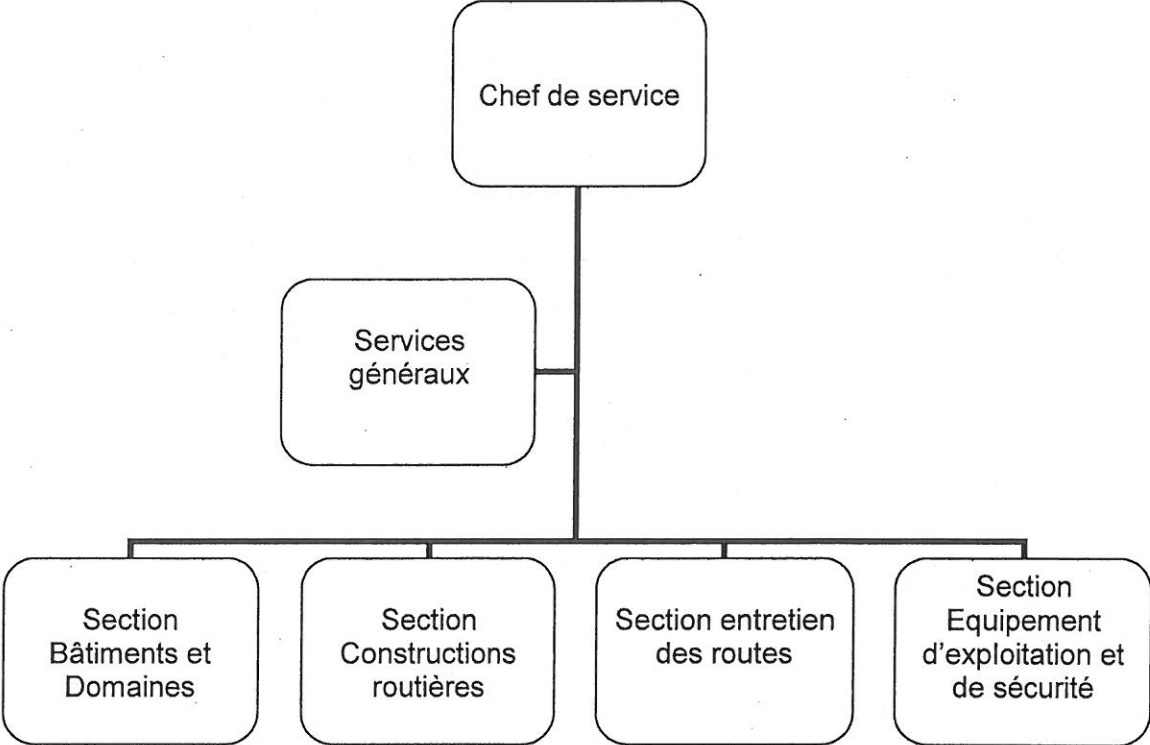 Chef de service
Services
généraux
Section
Bâtiments et
Domaines
Section
Constructions
routières
Section entretien
des routes
Section
Equipement
d'exploitation et
de sécurité